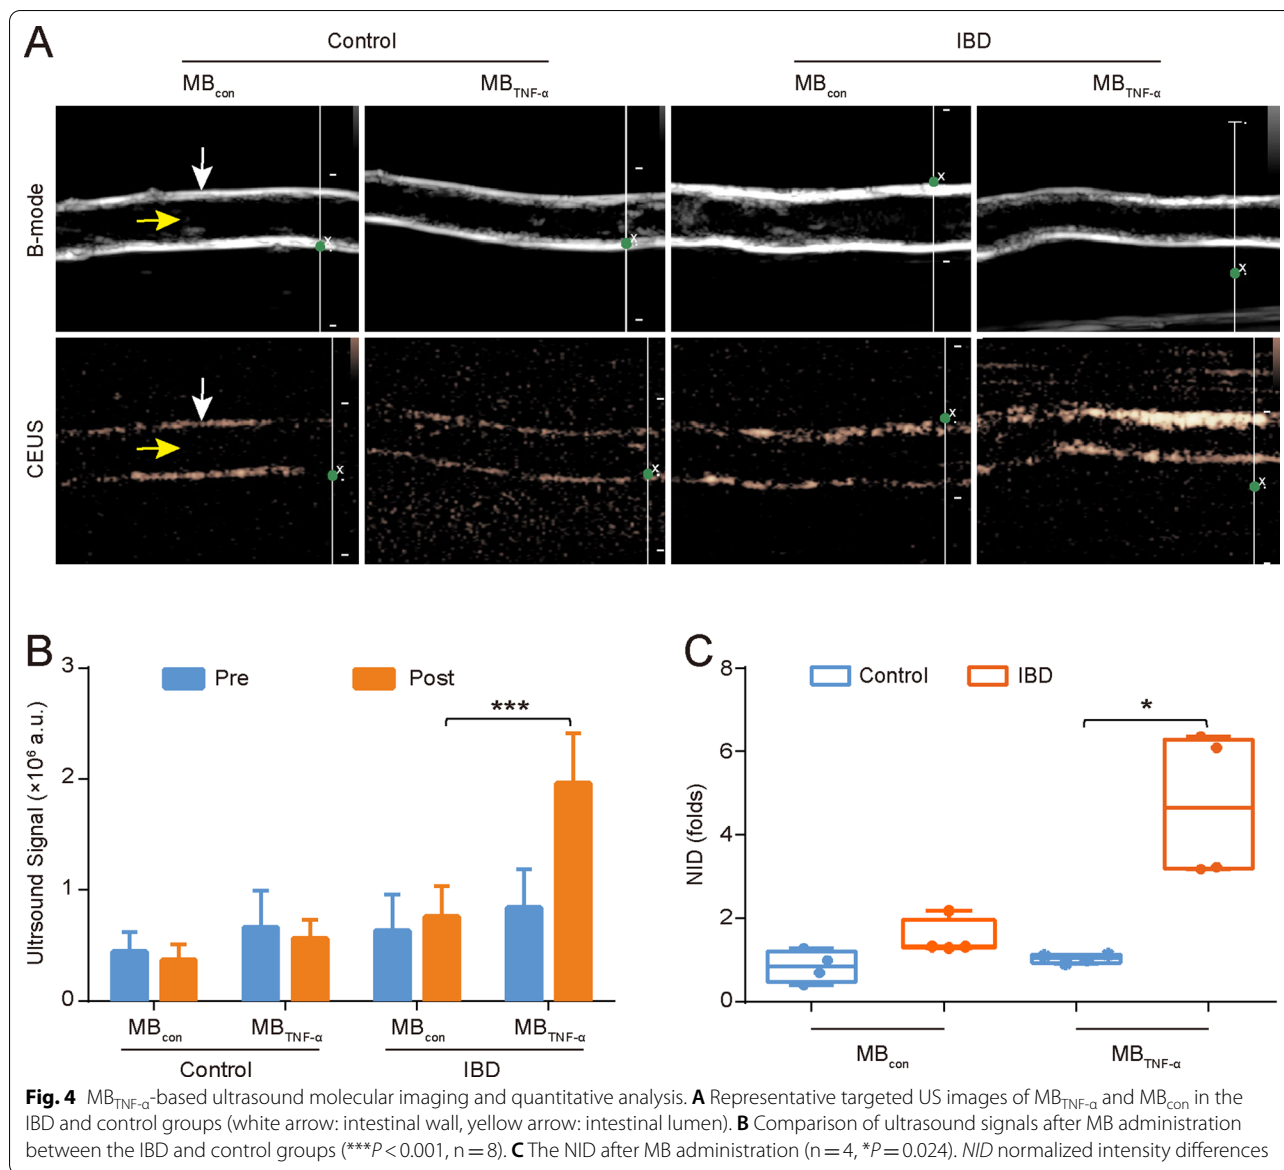 A
Control
IBD
MBcon
MBTNF-α
MBcon
MBTNF-α
B-mode
x
x
x
x
CEUS
x
x
x
x
B
Pre
Post
***
Ultrsound Signal (×10⁶ a.u.)
3
2
1
0
MBcon
MBTNF-α
MBcon
MBTNF-α
Control
IBD
C
Control
IBD
*
NID (folds)
8
6
4
2
0
MBcon
MBTNF-α
Fig. 4 MBTNF-α-based ultrasound molecular imaging and quantitative analysis. A Representative targeted US images of MBTNF-α and MBcon in the
IBD and control groups (white arrow: intestinal wall, yellow arrow: intestinal lumen). B Comparison of ultrasound signals after MB administration
between the IBD and control groups (***P < 0.001, n = 8). C The NID after MB administration (n = 4, *P = 0.024). NID normalized intensity differences